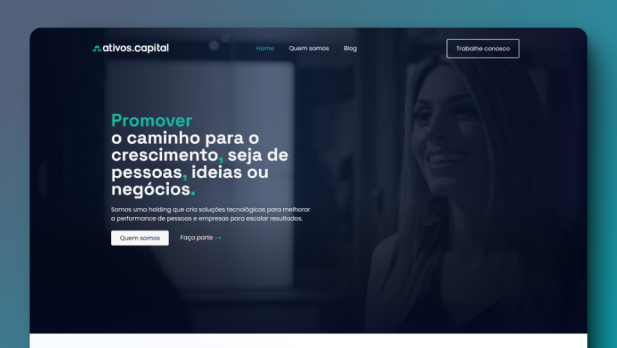 ativos.capital
Home Quem somos Blog
Trabalhe conosco
Promover
o caminho para o
crescimento, seja de
pessoas, ideias ou
negócios.
Somos uma holding que cria soluções tecnológicas para melhorar
a performance de pessoas e empresas para escalar resultados.
Quem somos Faça parte →